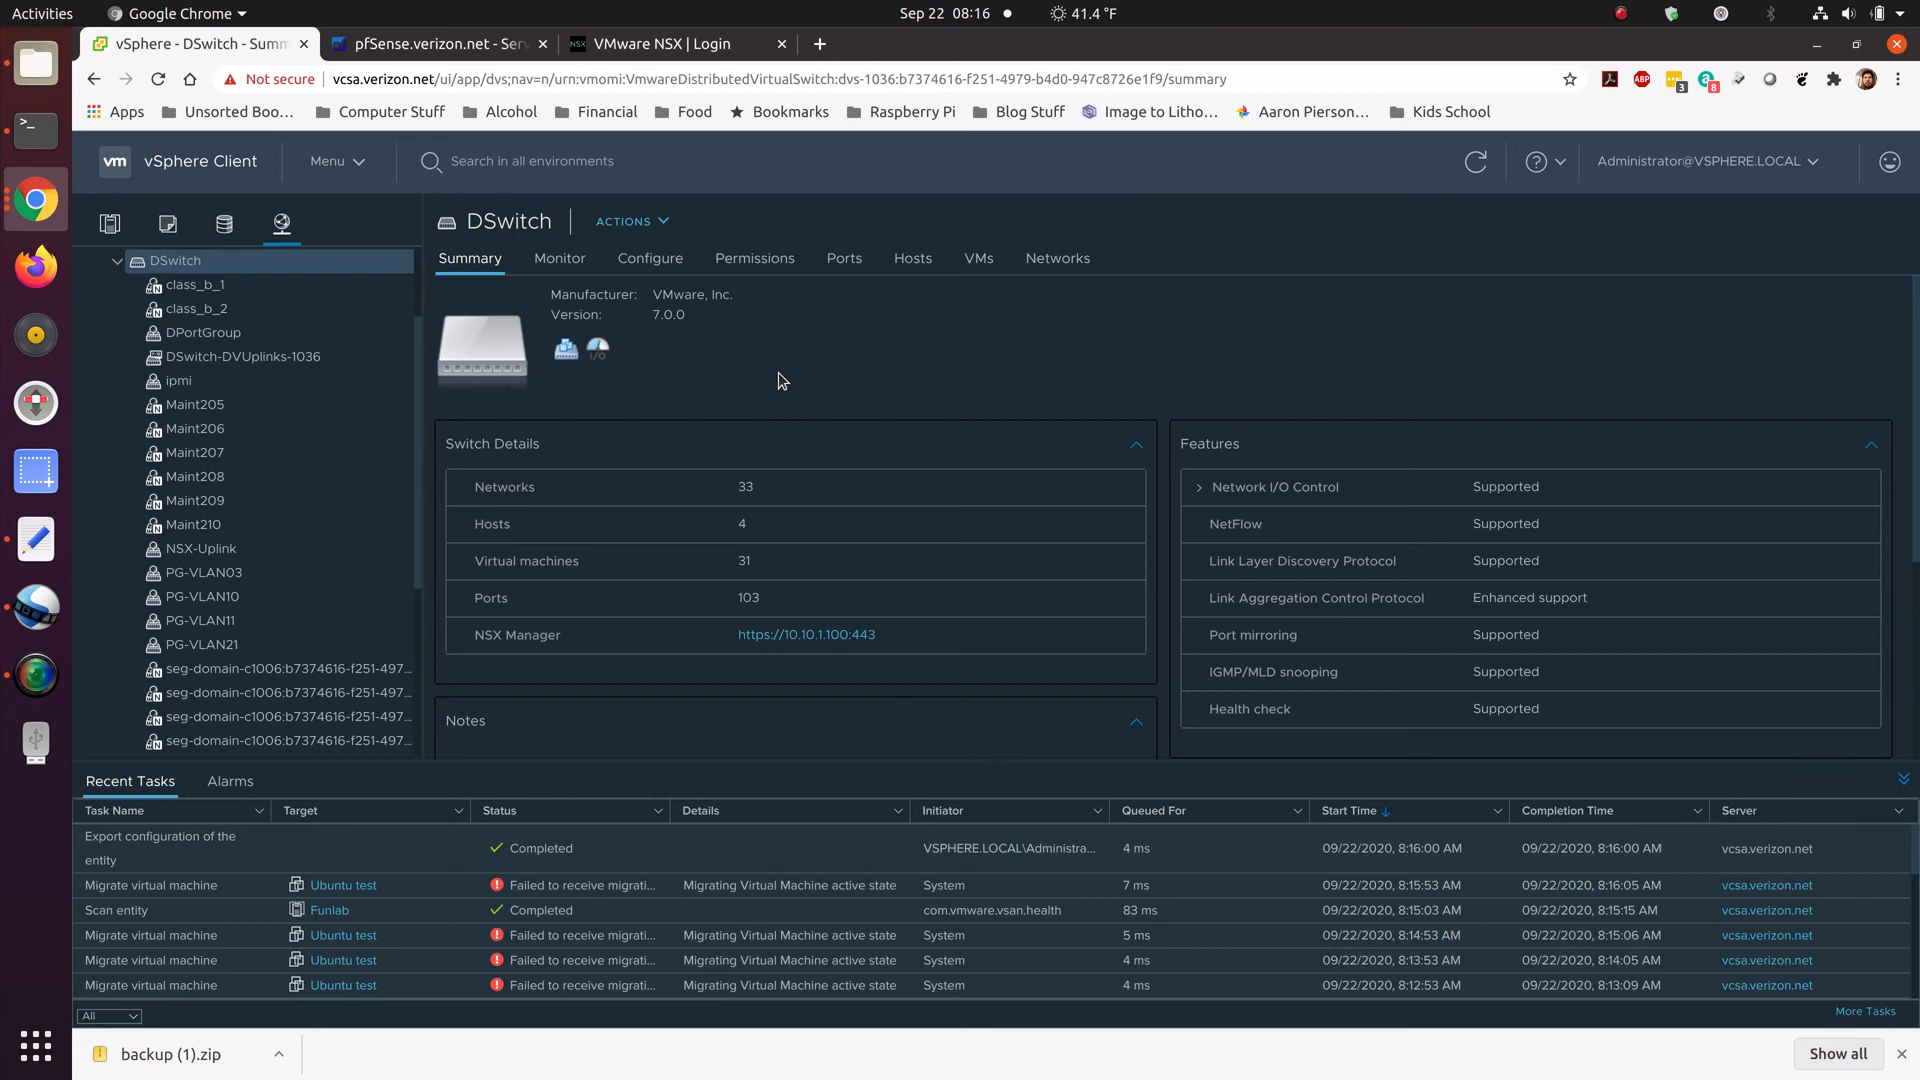 Activities
Google Chrome
Sep 22 08:16
41.4 °F
vSphere - DSwitch - Summ
pfSense.verizon.net - Ser
VMware NSX | Login
Not secure
vcsa.verizon.net/ui/app/dvs;nav=n/urn:vmomi:VmwareDistributedVirtualSwitch:dvs-1036:b7374616-f251-4979-b4d0-947c8726e1f9/summary
ABP
3
8
Apps
Unsorted Boo...
Computer Stuff
Alcohol
Financial
Food
Bookmarks
Raspberry Pi
Blog Stuff
Image to Litho...
Aaron Pierson...
Kids School
vm
vSphere Client
Menu
Search in all environments
Administrator@VSPHERE.LOCAL
DSwitch
ACTIONS
Summary
Monitor
Configure
Permissions
Ports
Hosts
VMs
Networks
DSwitch
class_b_1
class_b_2
DPortGroup
DSwitch-DVUplinks-1036
ipmi
Maint205
Maint206
Maint207
Maint208
Maint209
Maint210
NSX-Uplink
PG-VLAN03
PG-VLAN10
PG-VLAN11
PG-VLAN21
seg-domain-c1006:b7374616-f251-497...
seg-domain-c1006:b7374616-f251-497...
seg-domain-c1006:b7374616-f251-497...
seg-domain-c1006:b7374616-f251-497...
Manufacturer: VMware, Inc.
Version: 7.0.0
I/O
Switch Details
Networks 33
Hosts 4
Virtual machines 31
Ports 103
NSX Manager https://10.10.1.100:443
Notes
Features
Network I/O Control Supported
NetFlow Supported
Link Layer Discovery Protocol Supported
Link Aggregation Control Protocol Enhanced support
Port mirroring Supported
IGMP/MLD snooping Supported
Health check Supported
Recent Tasks
Alarms
Task Name Target Status Details Initiator Queued For Start Time Completion Time Server
Export configuration of the
entity
Completed VSPHERE.LOCAL\Administra... 4 ms 09/22/2020, 8:16:00 AM 09/22/2020, 8:16:00 AM vcsa.verizon.net
Migrate virtual machine Ubuntu test Failed to receive migrati... Migrating Virtual Machine active state System 7 ms 09/22/2020, 8:15:53 AM 09/22/2020, 8:16:05 AM vcsa.verizon.net
Scan entity Funlab Completed com.vmware.vsan.health 83 ms 09/22/2020, 8:15:03 AM 09/22/2020, 8:15:15 AM vcsa.verizon.net
Migrate virtual machine Ubuntu test Failed to receive migrati... Migrating Virtual Machine active state System 5 ms 09/22/2020, 8:14:53 AM 09/22/2020, 8:15:06 AM vcsa.verizon.net
Migrate virtual machine Ubuntu test Failed to receive migrati... Migrating Virtual Machine active state System 4 ms 09/22/2020, 8:13:53 AM 09/22/2020, 8:14:05 AM vcsa.verizon.net
Migrate virtual machine Ubuntu test Failed to receive migrati... Migrating Virtual Machine active state System 4 ms 09/22/2020, 8:12:53 AM 09/22/2020, 8:13:09 AM vcsa.verizon.net
All
More Tasks
backup (1).zip
Show all